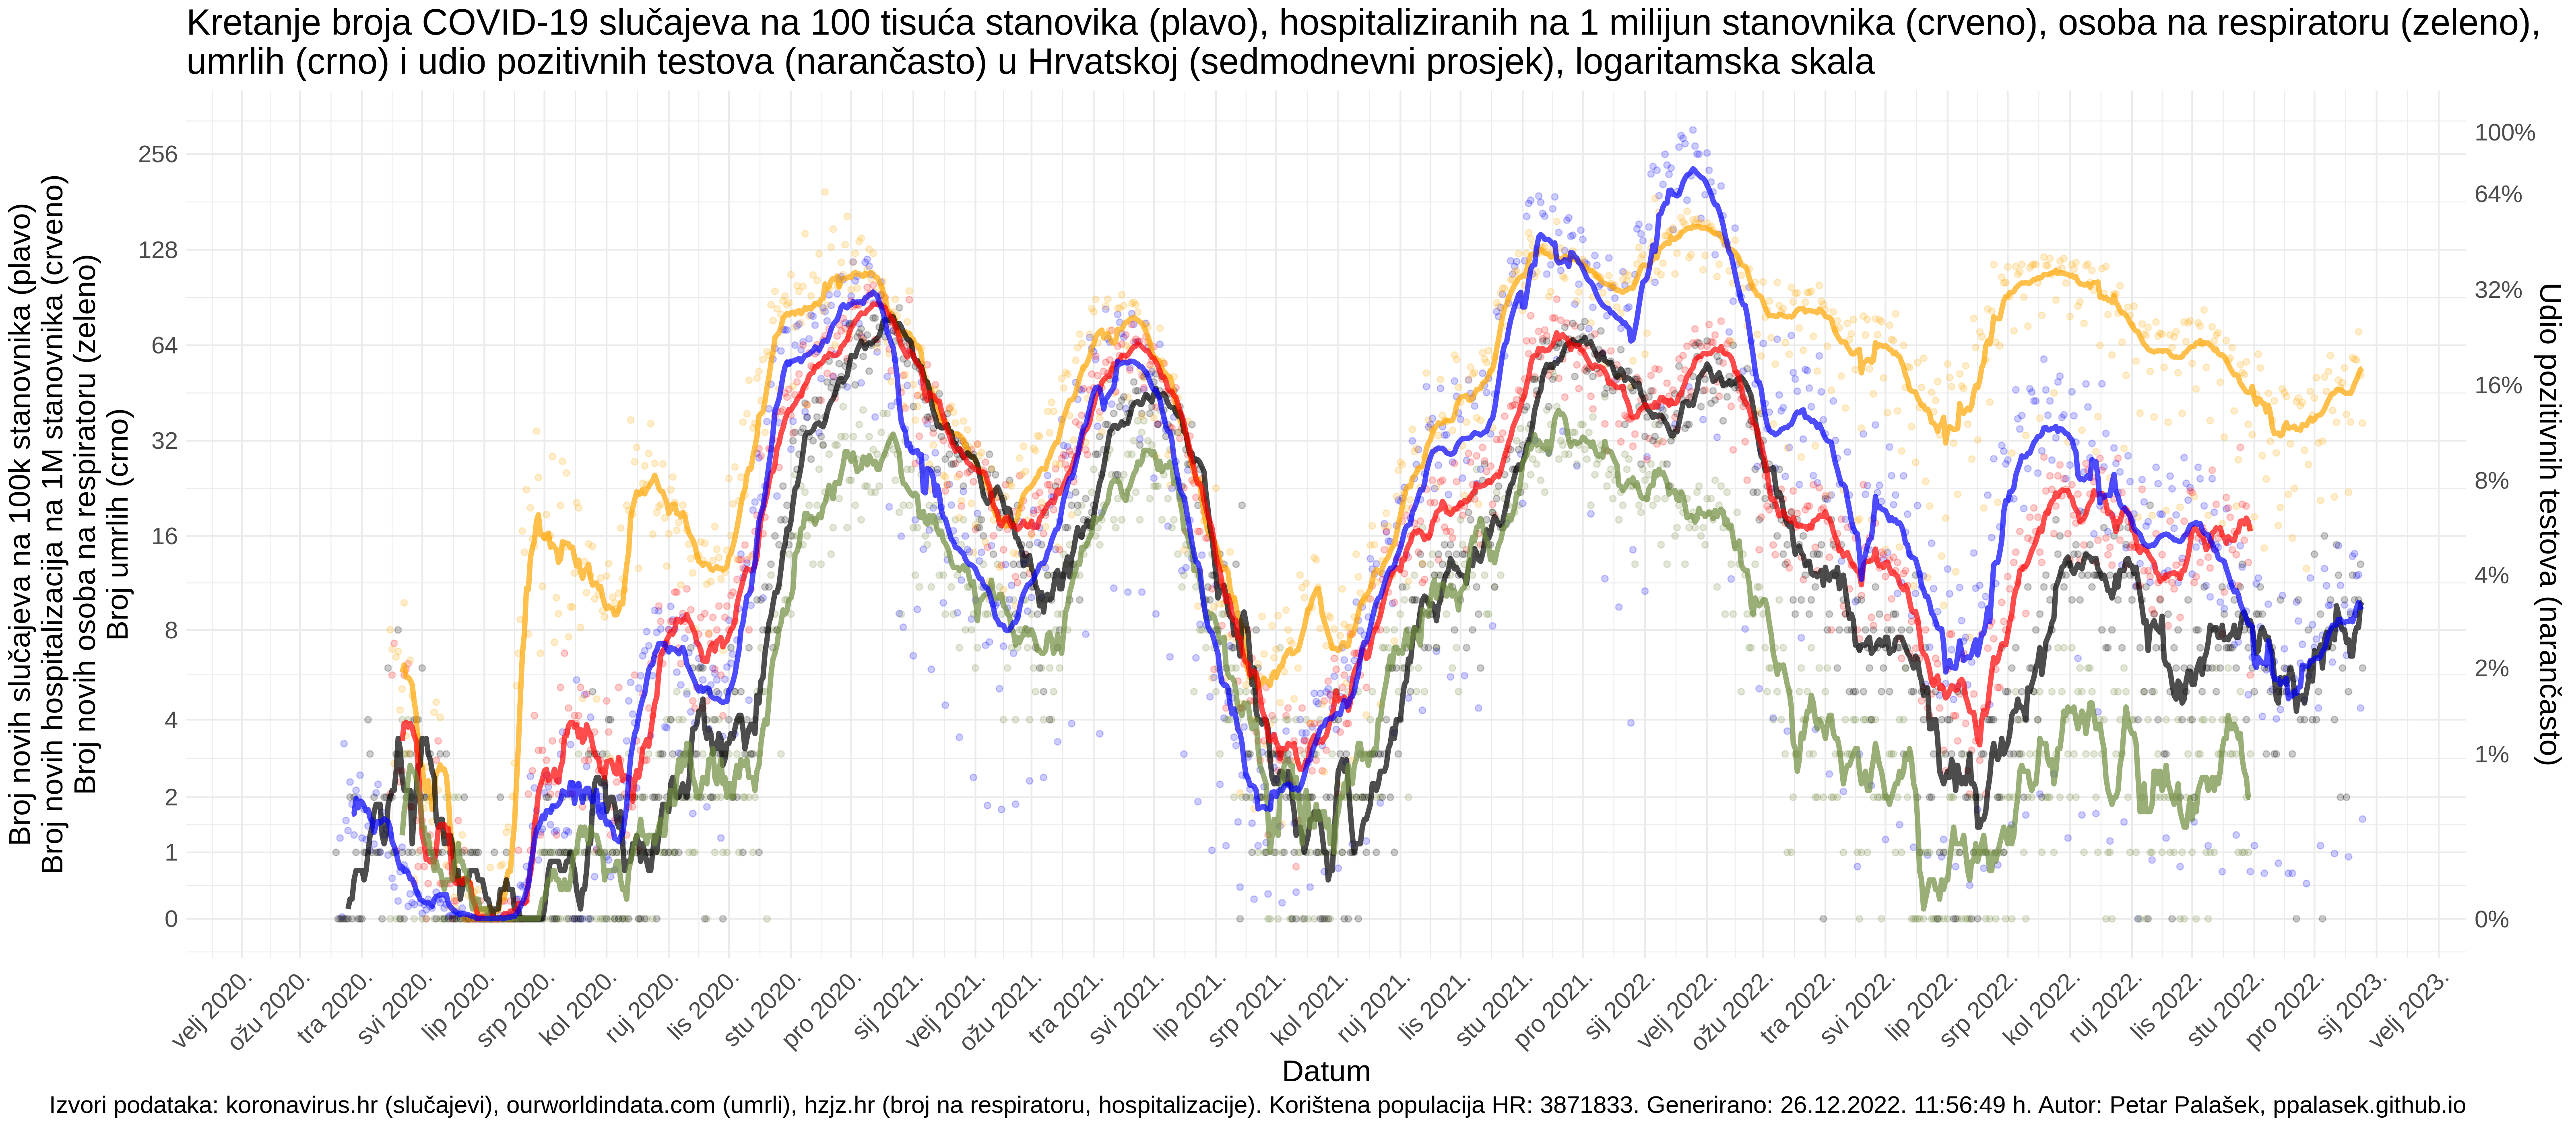 Kretanje broja COVID-19 slučajeva na 100 tisuća stanovika (plavo), hospitaliziranih na 1 milijun stanovnika (crveno), osoba na respiratoru (zeleno),
umrlih (crno) i udio pozitivnih testova (narančasto) u Hrvatskoj (sedmodnevni prosjek), logaritamska skala
Broj novih slučajeva na 100k stanovnika (plavo)
Broj novih hospitalizacija na 1M stanovnika (crveno)
Broj novih osoba na respiratoru (zeleno)
Broj umrlih (crno)
256
128
64
32
16
8
4
2
1
0
100%
64%
32%
16%
8%
4%
2%
1%
0%
Udio pozitivnih testova (narančasto)
velj 2020.
ožu 2020.
tra 2020.
svi 2020.
lip 2020.
srp 2020.
kol 2020.
ruj 2020.
lis 2020.
stu 2020.
pro 2020.
sij 2021.
velj 2021.
ožu 2021.
tra 2021.
svi 2021.
lip 2021.
srp 2021.
kol 2021.
ruj 2021.
lis 2021.
stu 2021.
pro 2021.
sij 2022.
velj 2022.
ožu 2022.
tra 2022.
svi 2022.
lip 2022.
srp 2022.
kol 2022.
ruj 2022.
lis 2022.
stu 2022.
pro 2022.
sij 2023.
velj 2023.
Datum
Izvori podataka: koronavirus.hr (slučajevi), ourworldindata.com (umrli), hzjz.hr (broj na respiratoru, hospitalizacije). Korištena populacija HR: 3871833. Generirano: 26.12.2022. 11:56:49 h. Autor: Petar Palašek, ppalasek.github.io